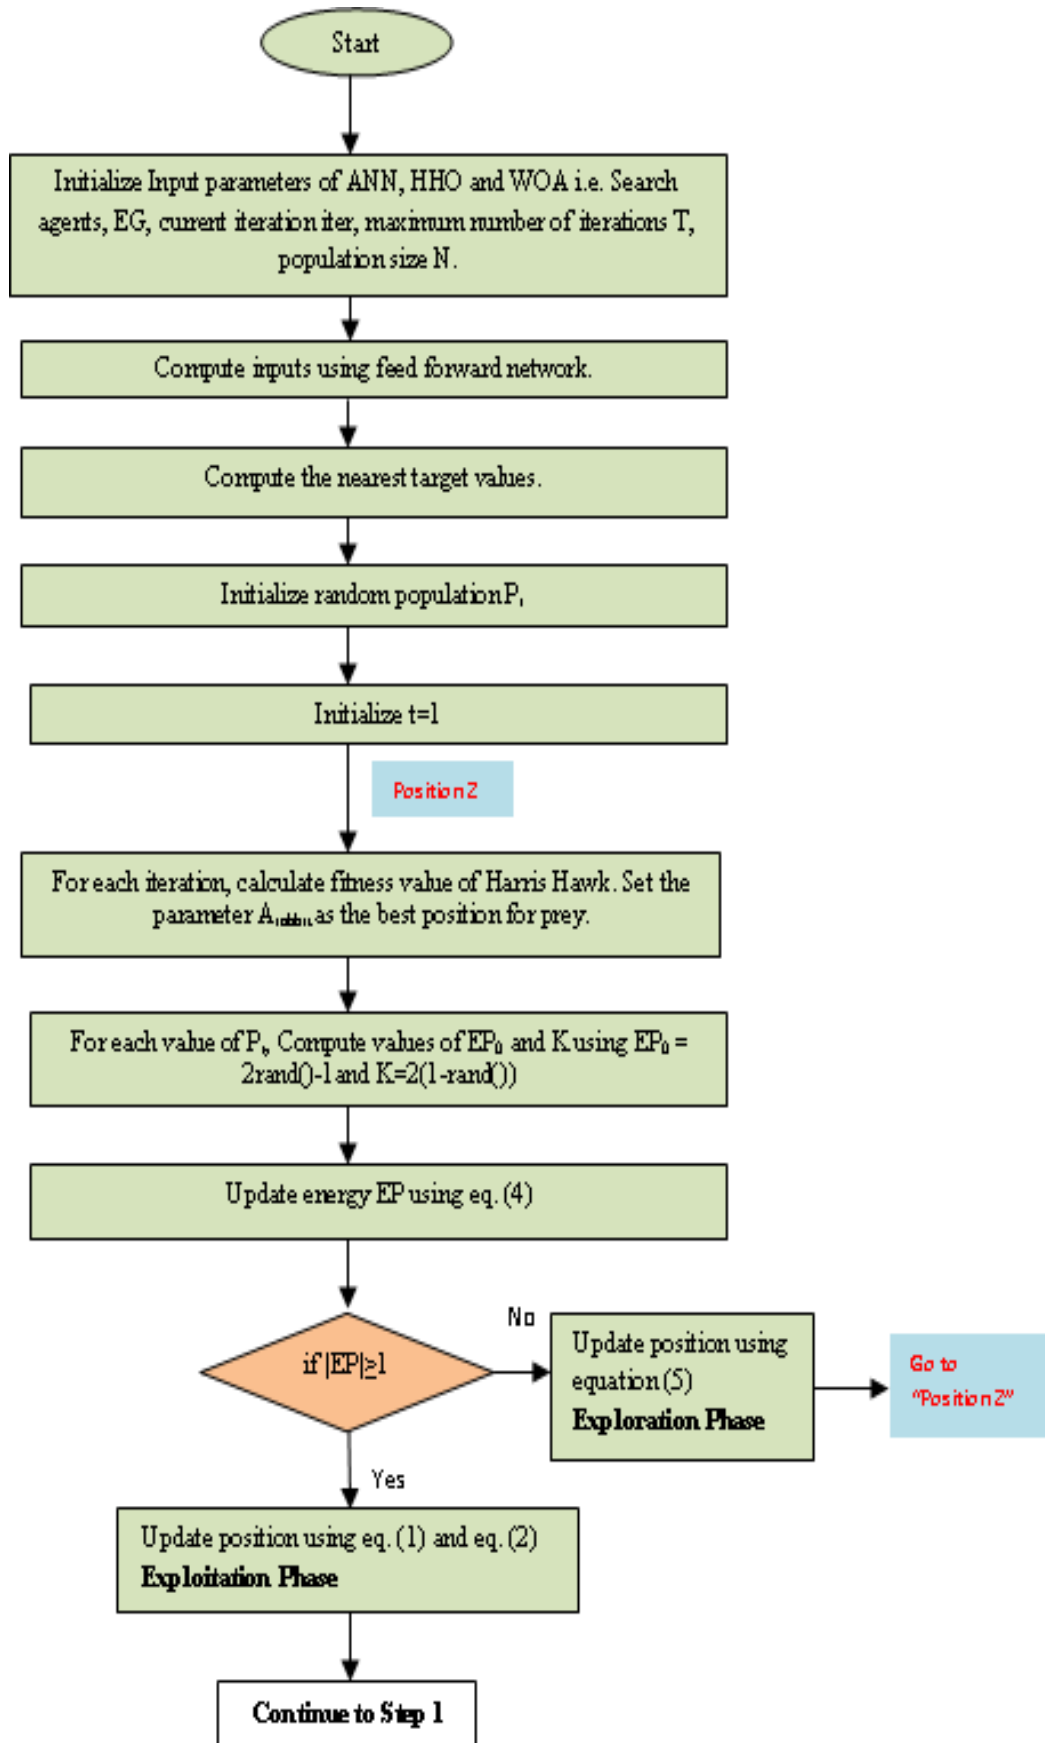 Start
Initialize Input parameters of ANN, HHO and WOA i.e. Search
agents, EG, current iteration iter, maximum number of iterations T,
population size N.
Compute inputs using feed forward network.
Compute the nearest target values.
Initialize random population P
Initialize t=1
Position Z
For each iteration, calculate fitness value of Harris Hawk. Set the
parameter A as the best position for prey.
For each value of P, Compute values of EP₀ and K using EP₀ =
2rand()-1 and K=2(1-rand())
Update energy EP using eq. (4)
if |EP|≥1
No
Update position using
equation (5)
Exploration Phase
Go to
“Position Z”
Yes
Update position using eq. (1) and eq. (2)
Exploitation Phase
Continue to Step 1